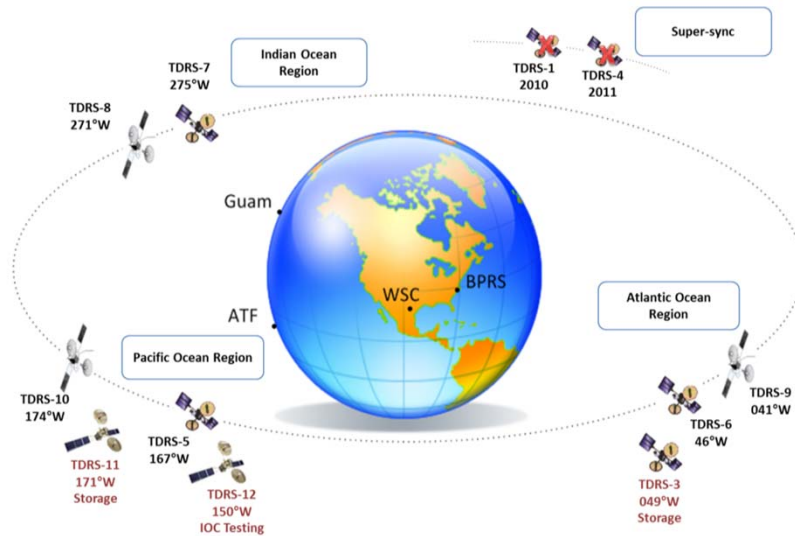 Indian Ocean
Region
Super-sync
TDRS-1
2010
TDRS-4
2011
TDRS-7
275°W
TDRS-8
271°W
Guam
ATF
WSC
BPRS
Atlantic Ocean
Region
Pacific Ocean Region
TDRS-10
174°W
TDRS-11
171°W
Storage
TDRS-5
167°W
TDRS-12
150°W
IOC Testing
TDRS-9
041°W
TDRS-6
46°W
TDRS-3
049°W
Storage